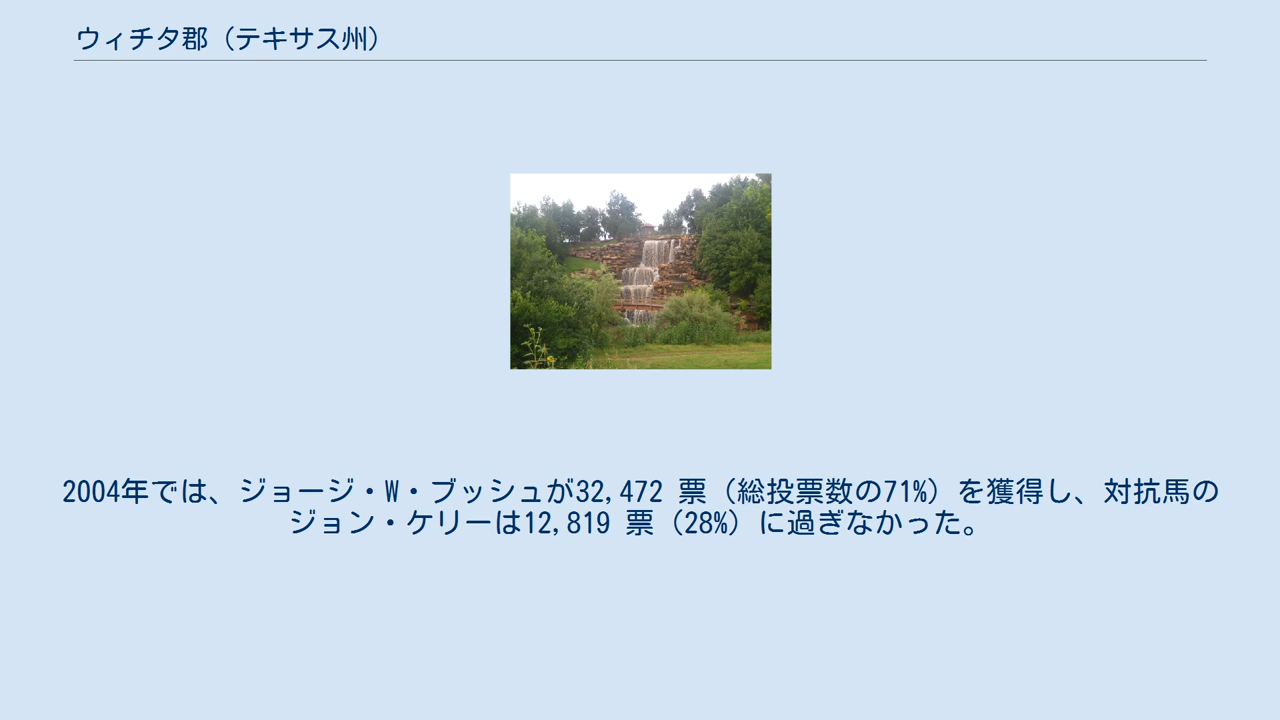 ウィチタ郡（テキサス州）
2004年では、ジョージ・W・ブッシュが32,472 票（総投票数の71%）を獲得し、対抗馬の
ジョン・ケリーは12,819 票（28%）に過ぎなかった。